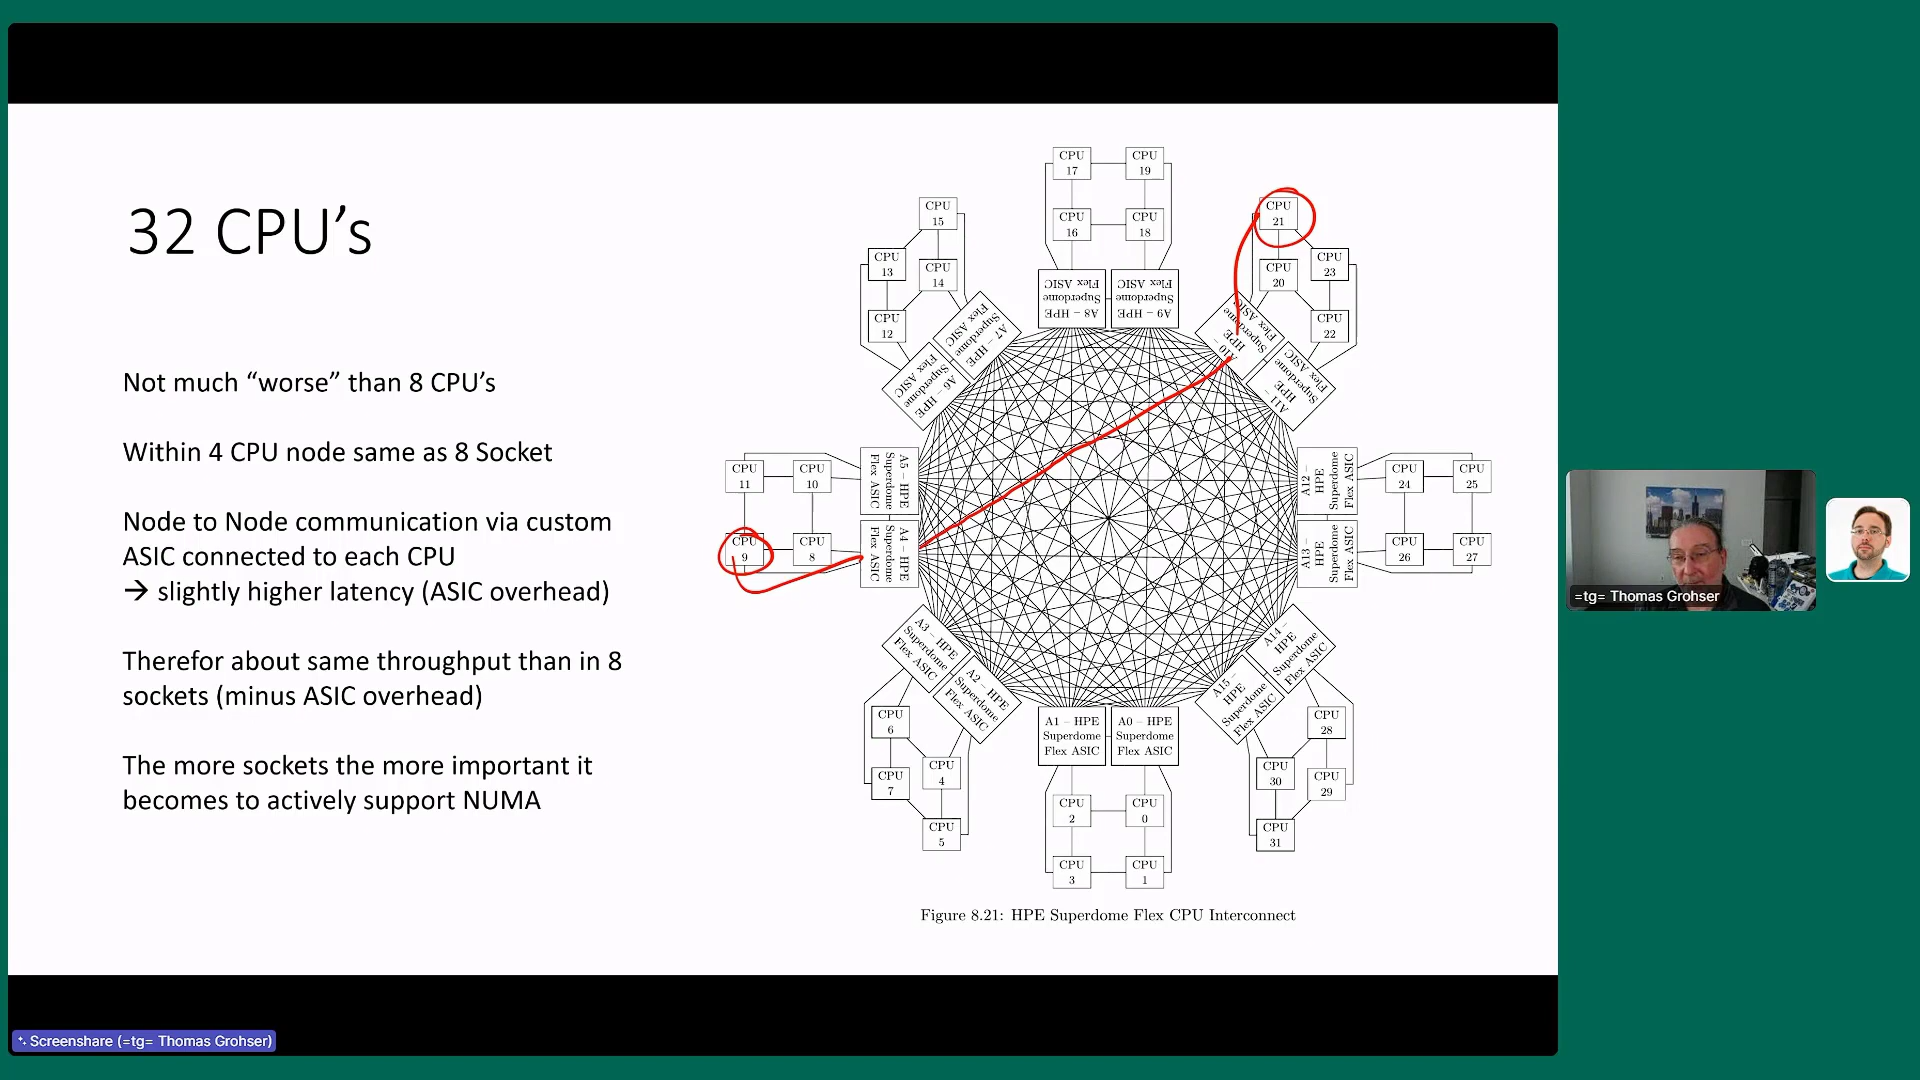 32 CPU’s
Not much “worse” than 8 CPU’s
Within 4 CPU node same as 8 Socket
Node to Node communication via custom
ASIC connected to each CPU
→ slightly higher latency (ASIC overhead)
Therefor about same throughput than in 8
sockets (minus ASIC overhead)
The more sockets the more important it
becomes to actively support NUMA
CPU
17
CPU
19
CPU
16
CPU
18
A8 – HPE
Superdome
Flex ASIC
A9 – HPE
Superdome
Flex ASIC
CPU
15
CPU
13
CPU
14
CPU
12
A7 – HPE
Superdome
Flex ASIC
A6 – HPE
Superdome
Flex ASIC
CPU
21
CPU
23
CPU
20
CPU
22
A10 –
HPE
Superdome
Flex ASIC
A11 –
HPE
Superdome
Flex ASIC
CPU
11
CPU
10
CPU
9
CPU
8
A5 – HPE
Superdome
Flex ASIC
A4 – HPE
Superdome
Flex ASIC
A12 –
HPE
Superdome
Flex ASIC
A13 –
HPE
Superdome
Flex ASIC
CPU
24
CPU
25
CPU
26
CPU
27
A3 – HPE
Superdome
Flex ASIC
A2 – HPE
Superdome
Flex ASIC
CPU
6
CPU
4
CPU
7
CPU
5
A1 – HPE
Superdome
Flex ASIC
A0 – HPE
Superdome
Flex ASIC
CPU
2
CPU
0
CPU
3
CPU
1
A14 –
HPE
Superdome
Flex ASIC
A15 –
HPE
Superdome
Flex ASIC
CPU
28
CPU
30
CPU
29
CPU
31
Figure 8.21: HPE Superdome Flex CPU Interconnect
=tg= Thomas Grohser
Screenshare (=tg= Thomas Grohser)